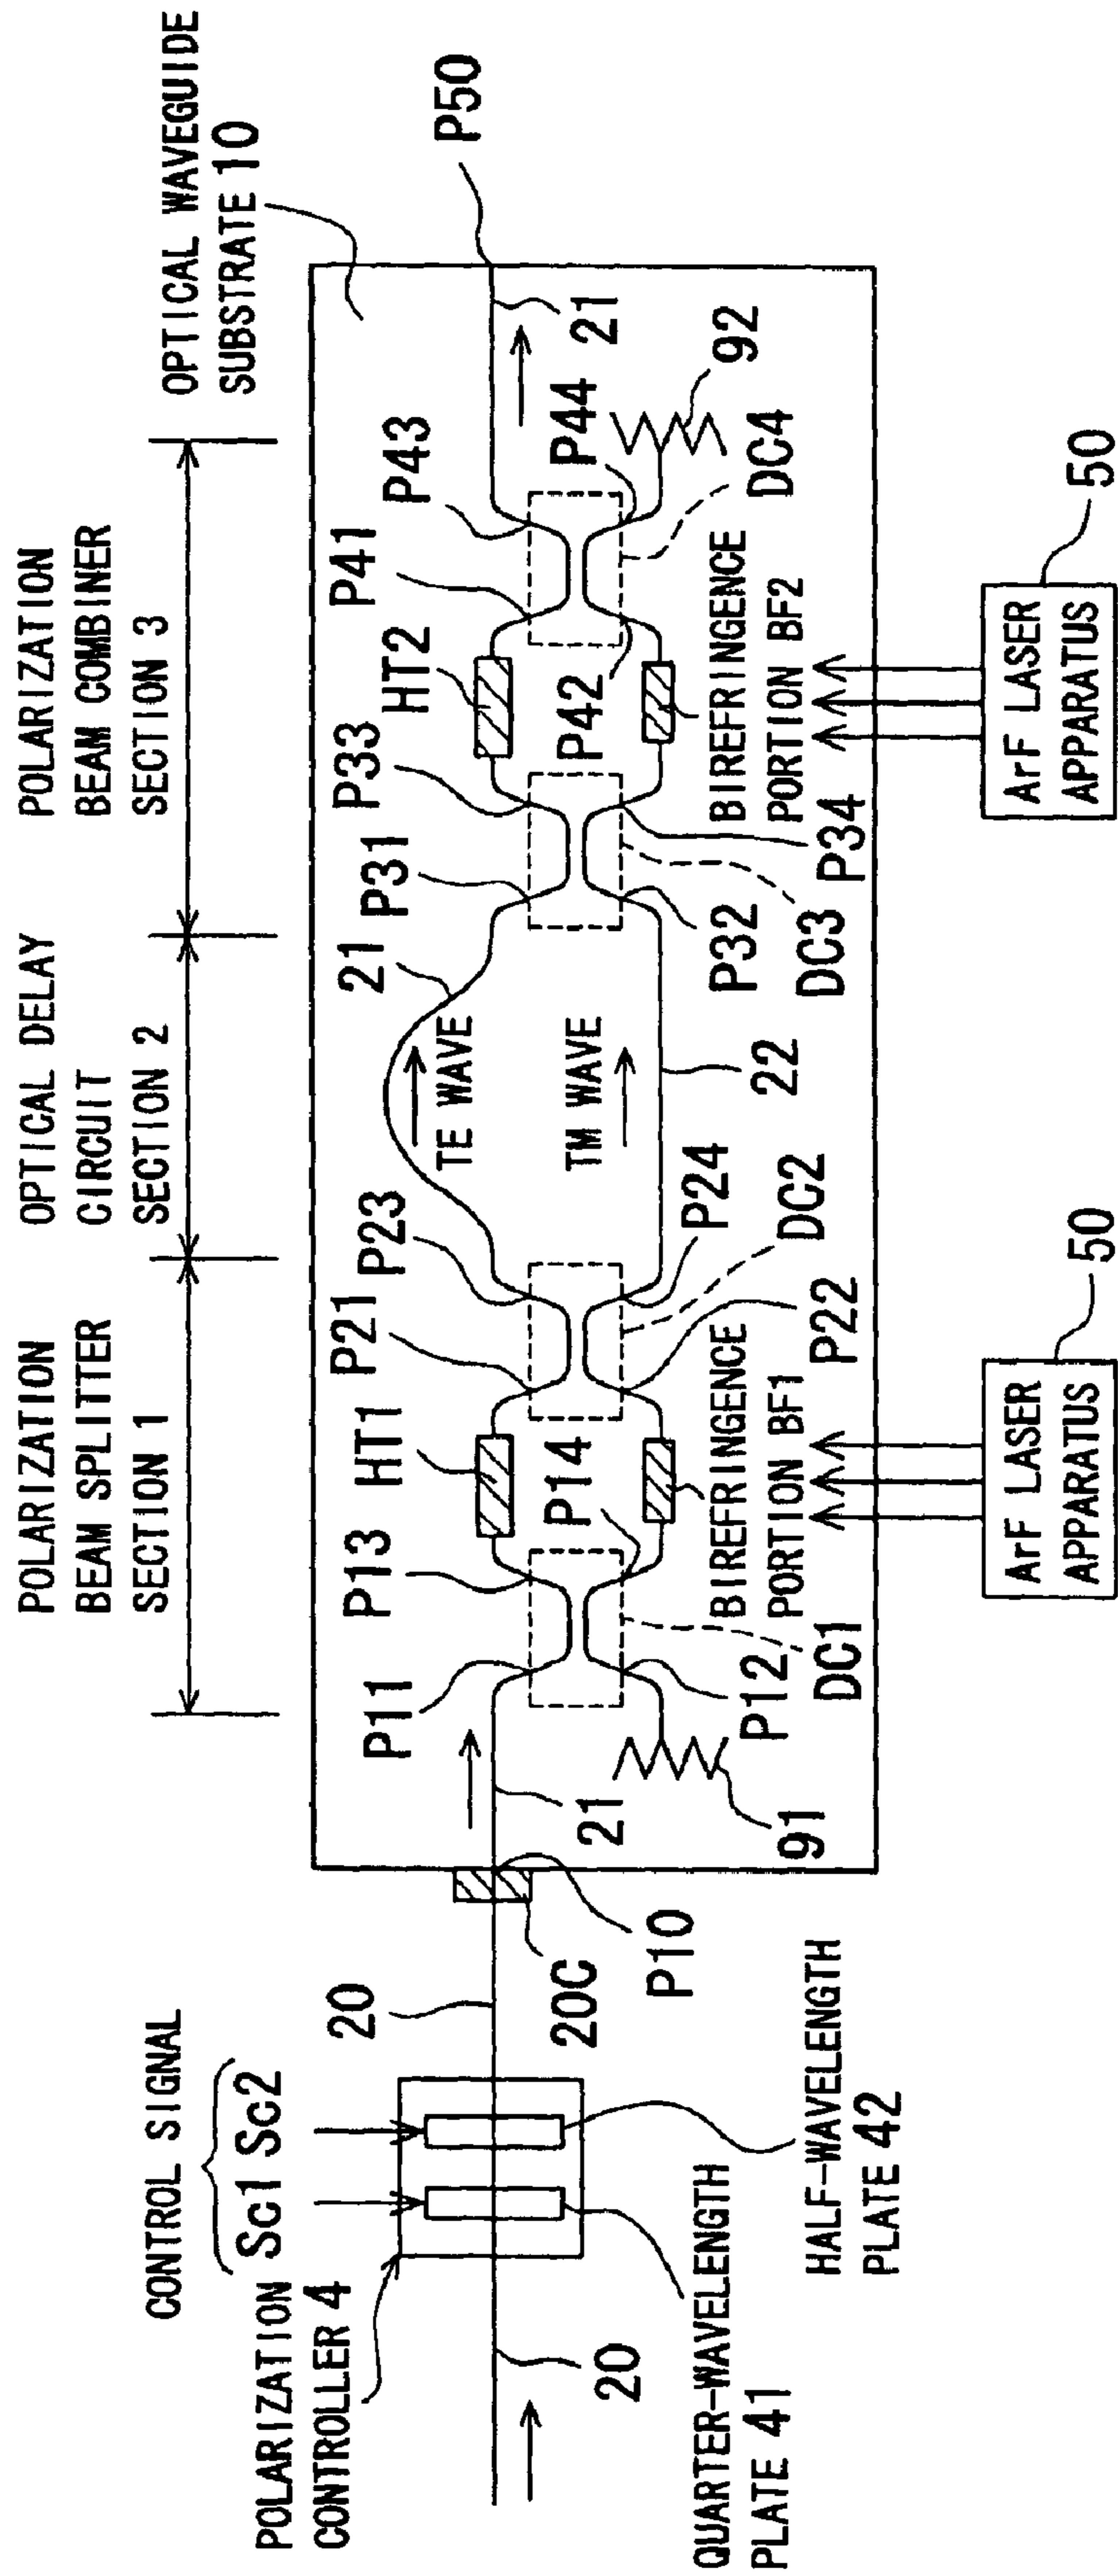 POLARIZATION
BEAM SPLITTER
SECTION 1
OPTICAL DELAY
CIRCUIT
SECTION 2
POLARIZATION
BEAM COMBINER
SECTION 3
OPTICAL WAVEGUIDE
SUBSTRATE 10
CONTROL SIGNAL
Sc1 Sc2
POLARIZATION
CONTROLLER 4
20
20
QUARTER-WAVELENGTH
PLATE 41
HALF-WAVELENGTH
PLATE 42
20C
P10
21
91
P11
P13
HT1
P21
P23
P12
DC1
P14
BIREFRINGENCE
PORTION BF1
P22
DC2
P24
21
TE WAVE
TM WAVE
22
P31
P33
HT2
P41
P43
P32
DC3
P34
P42
BIREFRINGENCE
PORTION BF2
DC4
P44
92
21
P50
ArF LASER
APPARATUS
50
ArF LASER
APPARATUS
50